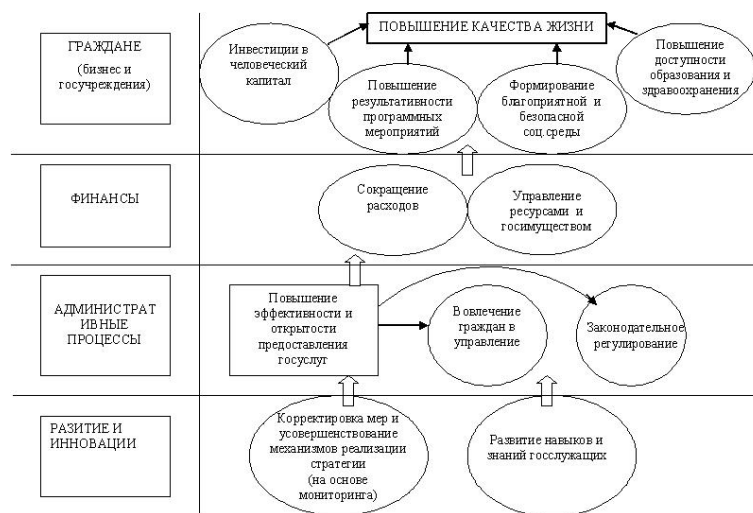 ПОВЫШЕНИЕ КАЧЕСТВА ЖИЗНИ
ГРАЖДАНЕ
(бизнес и
госучреждения)
Инвестиции в
человеческий
капитал
Повышение
результативности
программных
мероприятий
Формирование
благоприятной и
безопасной
соц.среды
Повышение
доступности
образования и
здравоохранения
ФИНАНСЫ
Сокращение
расходов
Управление
ресурсами и
госимуществом
АДМИНИСТРАТ
ИВНЫЕ
ПРОЦЕССЫ
Повышение
эффективности и
открытости
предоставления
госуслуг
Вовлечение
граждан в
управление
Законодательное
регулирование
РАЗИТИЕ И
ИННОВАЦИИ
Корректировка мер и
усовершенствование
механизмов реализации
стратегии
(на основе
мониторинга)
Развитие навыков и
знаний госслужащих